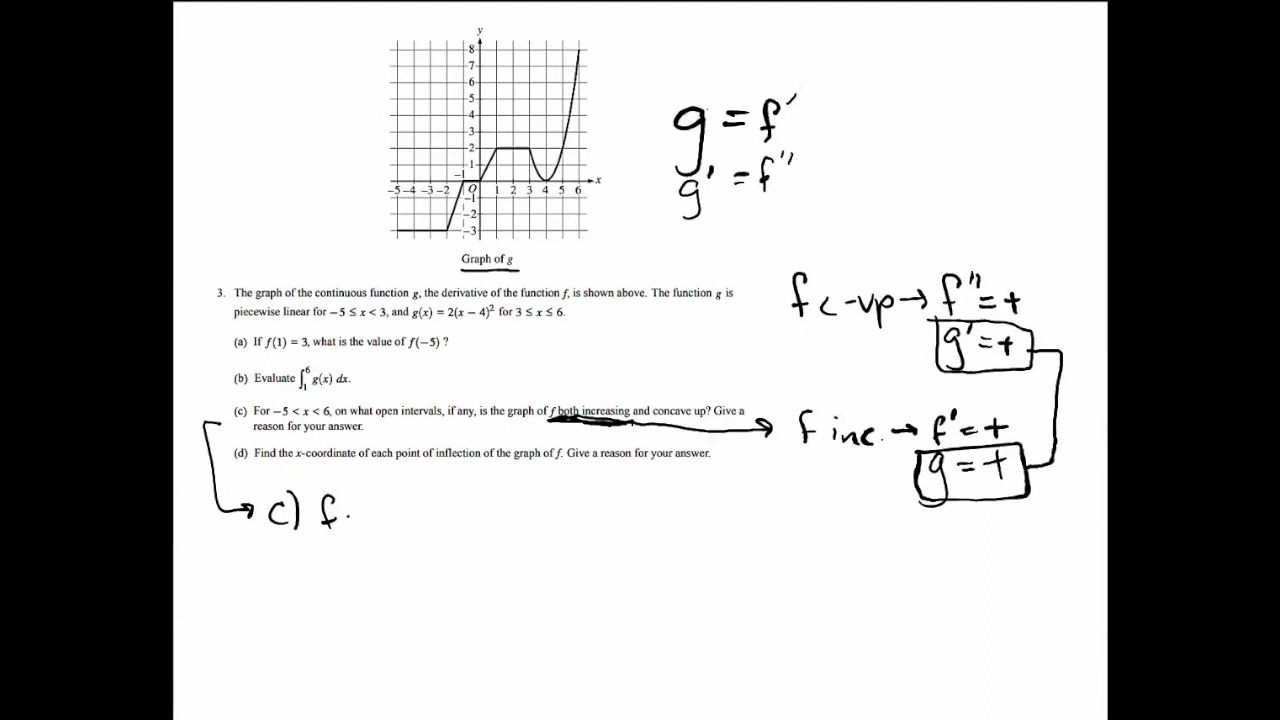 y
8
7
6
5
4
3
2
1
-1
-5 -4 -3 -2 O 1 2 3 4 5 6 x
-1
-2
-3
Graph of g
g = f′
g′ = f″
3. The graph of the continuous function g, the derivative of the function f, is shown above. The function g is
piecewise linear for −5 ≤ x < 3, and g(x) = 2(x − 4)² for 3 ≤ x ≤ 6.
(a) If f(1) = 3, what is the value of f(−5) ?
(b) Evaluate ∫₁⁶ g(x) dx.
(c) For −5 < x < 6, on what open intervals, if any, is the graph of f both increasing and concave up? Give a
reason for your answer.
(d) Find the x-coordinate of each point of inflection of the graph of f. Give a reason for your answer.
f c-up → f″ = +
g′ = +
f inc. → f′ = +
g = +
c) f.